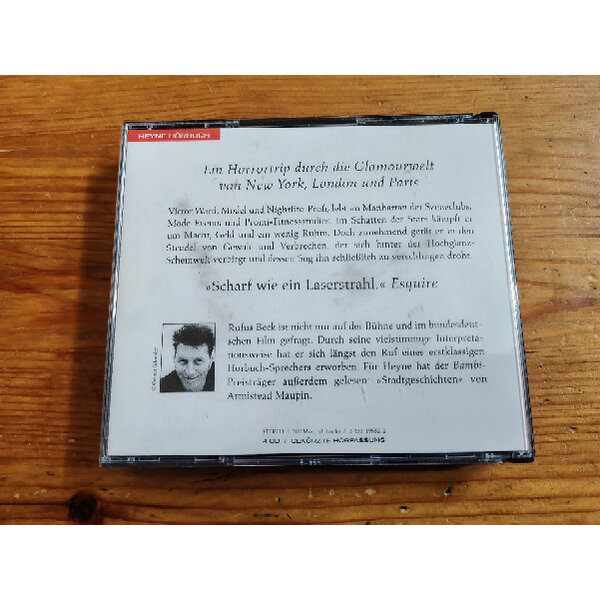 HEYNE HÖRBUCH
Ein Horrortrip durch die Glamourwelt
von New York, London und Paris
Victor Ward, Model und Nightlife-Profi, lebt im Manhattan der Szeneclubs,
Mode-Events und Promi-Fitnessstudios. Im Schatten der Stars kämpft er
um Macht, Geld und ein wenig Ruhm. Doch zunehmend gerät er in den
Strudel von Gewalt und Verbrechen, der sich hinter der Hochglanz-
Scheinwelt verbirgt und dessen Sog ihn schließlich zu verschlingen droht.
»Scharf wie ein Laserstrahl.« Esquire
Rufus Beck ist nicht nur auf der Bühne und im bundesdeut-
schen Film gefragt. Durch seine vielstimmige Interpreta-
tionsweise hat er sich längst den Ruf eines erstklassigen
Hörbuch-Sprechers erworben. Für Heyne hat der Bambi-
Preisträger außerdem gelesen: »Stadtgeschichten« von
Armistead Maupin.
4 CD / GEKÜRZTE HÖRFASSUNG